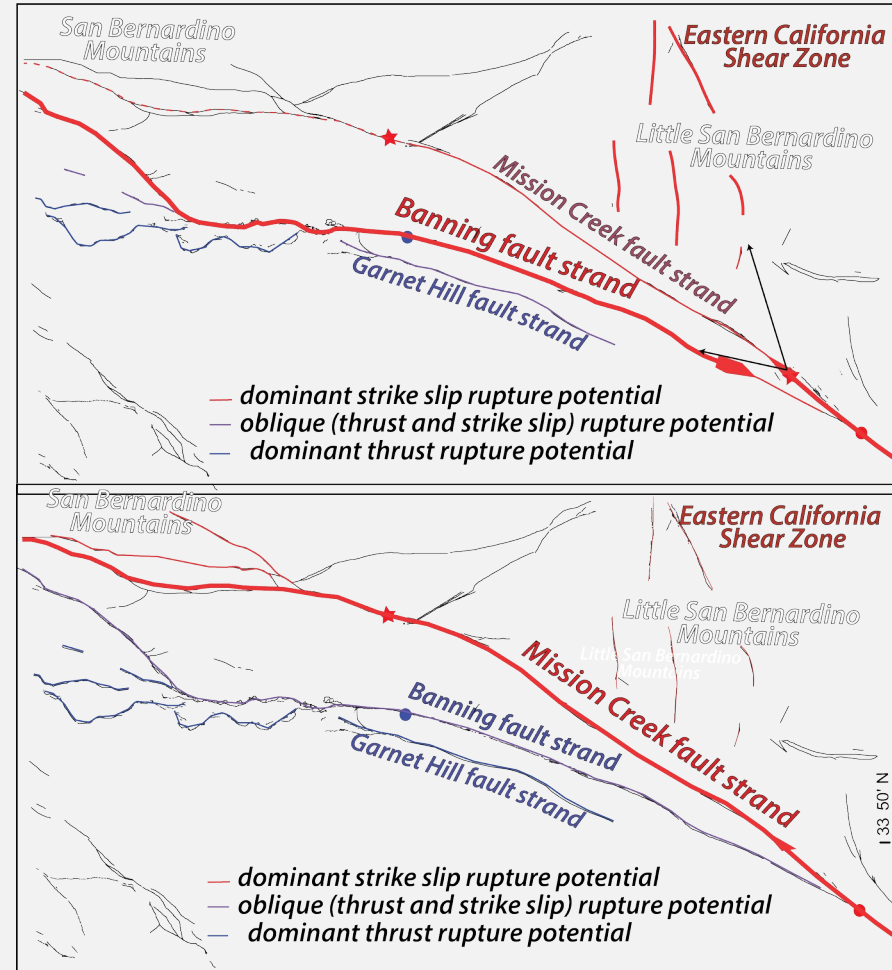 San Bernardino
Mountains
Eastern California
Shear Zone
Little San Bernardino
Mountains
Mission Creek fault strand
Banning fault strand
Garnet Hill fault strand
dominant strike slip rupture potential
oblique (thrust and strike slip) rupture potential
dominant thrust rupture potential
San Bernardino
Mountains
Eastern California
Shear Zone
Little San Bernardino
Mountains
Little San Bernardino
Mountains
Mission Creek fault strand
Banning fault strand
Garnet Hill fault strand
33 50' N
dominant strike slip rupture potential
oblique (thrust and strike slip) rupture potential
dominant thrust rupture potential